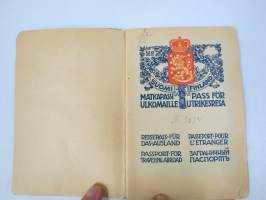 SUOMI FINLAND
MATKAPASSI PASS FÖR
ULKOMAILLE UTRIKESRESA
REISEPASS FÜR PASSEPORT POUR
DAS AUSLAND L'ETRANGER
PASSPORT FOR ЗАГРАНИЧНЫЙ
TRAVELING ABROAD ПАСПОРТЪ